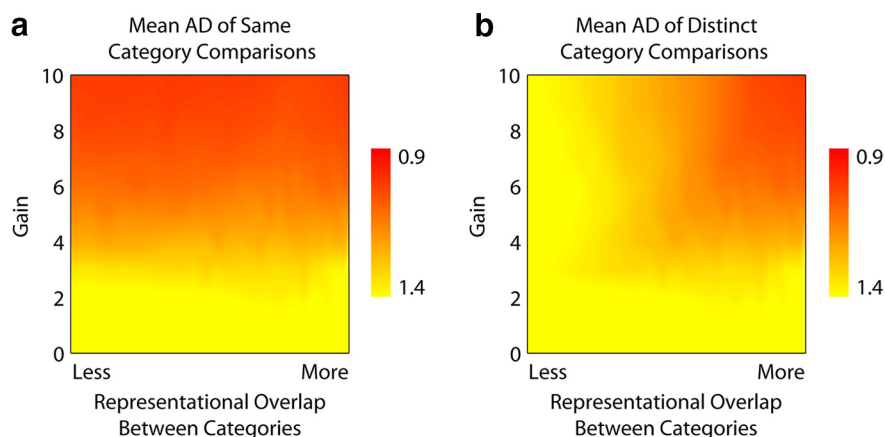 a
Mean AD of Same
Category Comparisons
10
8
6
4
2
0
Gain
0.9
1.4
Less
More
Representational Overlap
Between Categories
b
Mean AD of Distinct
Category Comparisons
10
8
6
4
2
0
Gain
0.9
1.4
Less
More
Representational Overlap
Between Categories